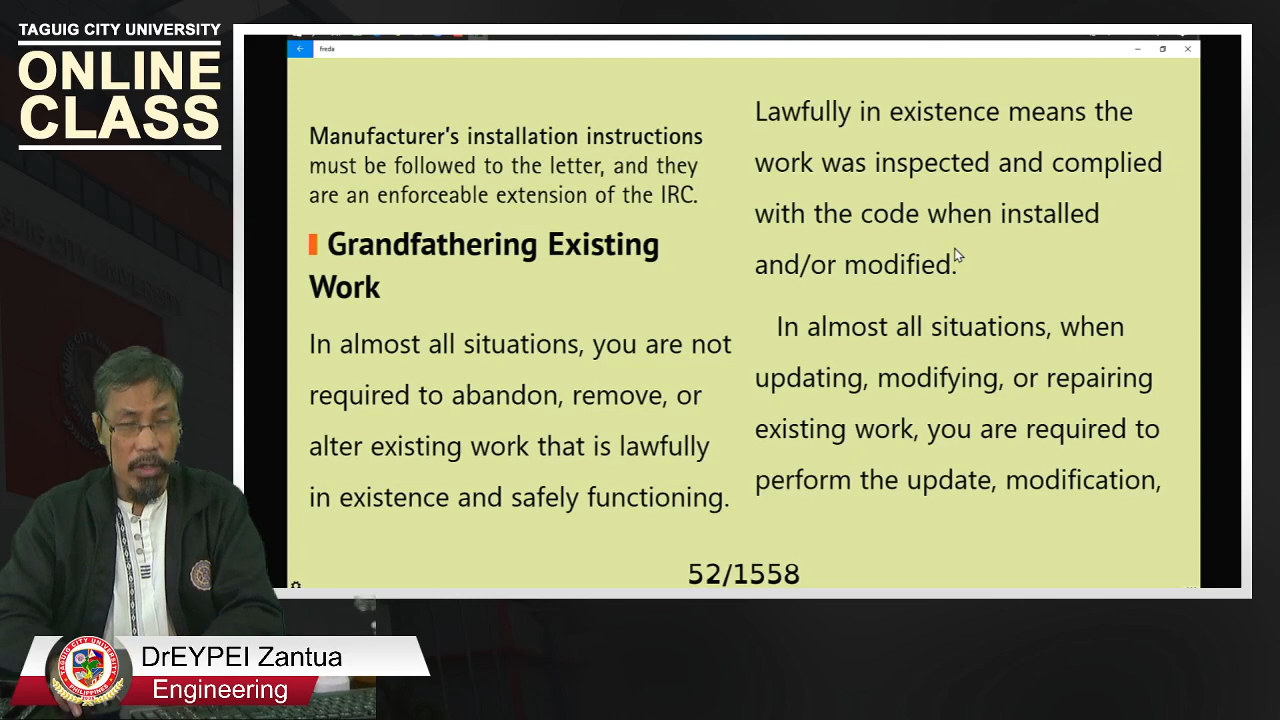 TAGUIG CITY UNIVERSITY
ONLINE
CLASS
freda
Manufacturer's installation instructions
must be followed to the letter, and they
are an enforceable extension of the IRC.
Grandfathering Existing
Work
In almost all situations, you are not
required to abandon, remove, or
alter existing work that is lawfully
in existence and safely functioning.
Lawfully in existence means the
work was inspected and complied
with the code when installed
and/or modified.
In almost all situations, when
updating, modifying, or repairing
existing work, you are required to
perform the update, modification,
52/1558
DrEYPEI Zantua
Engineering